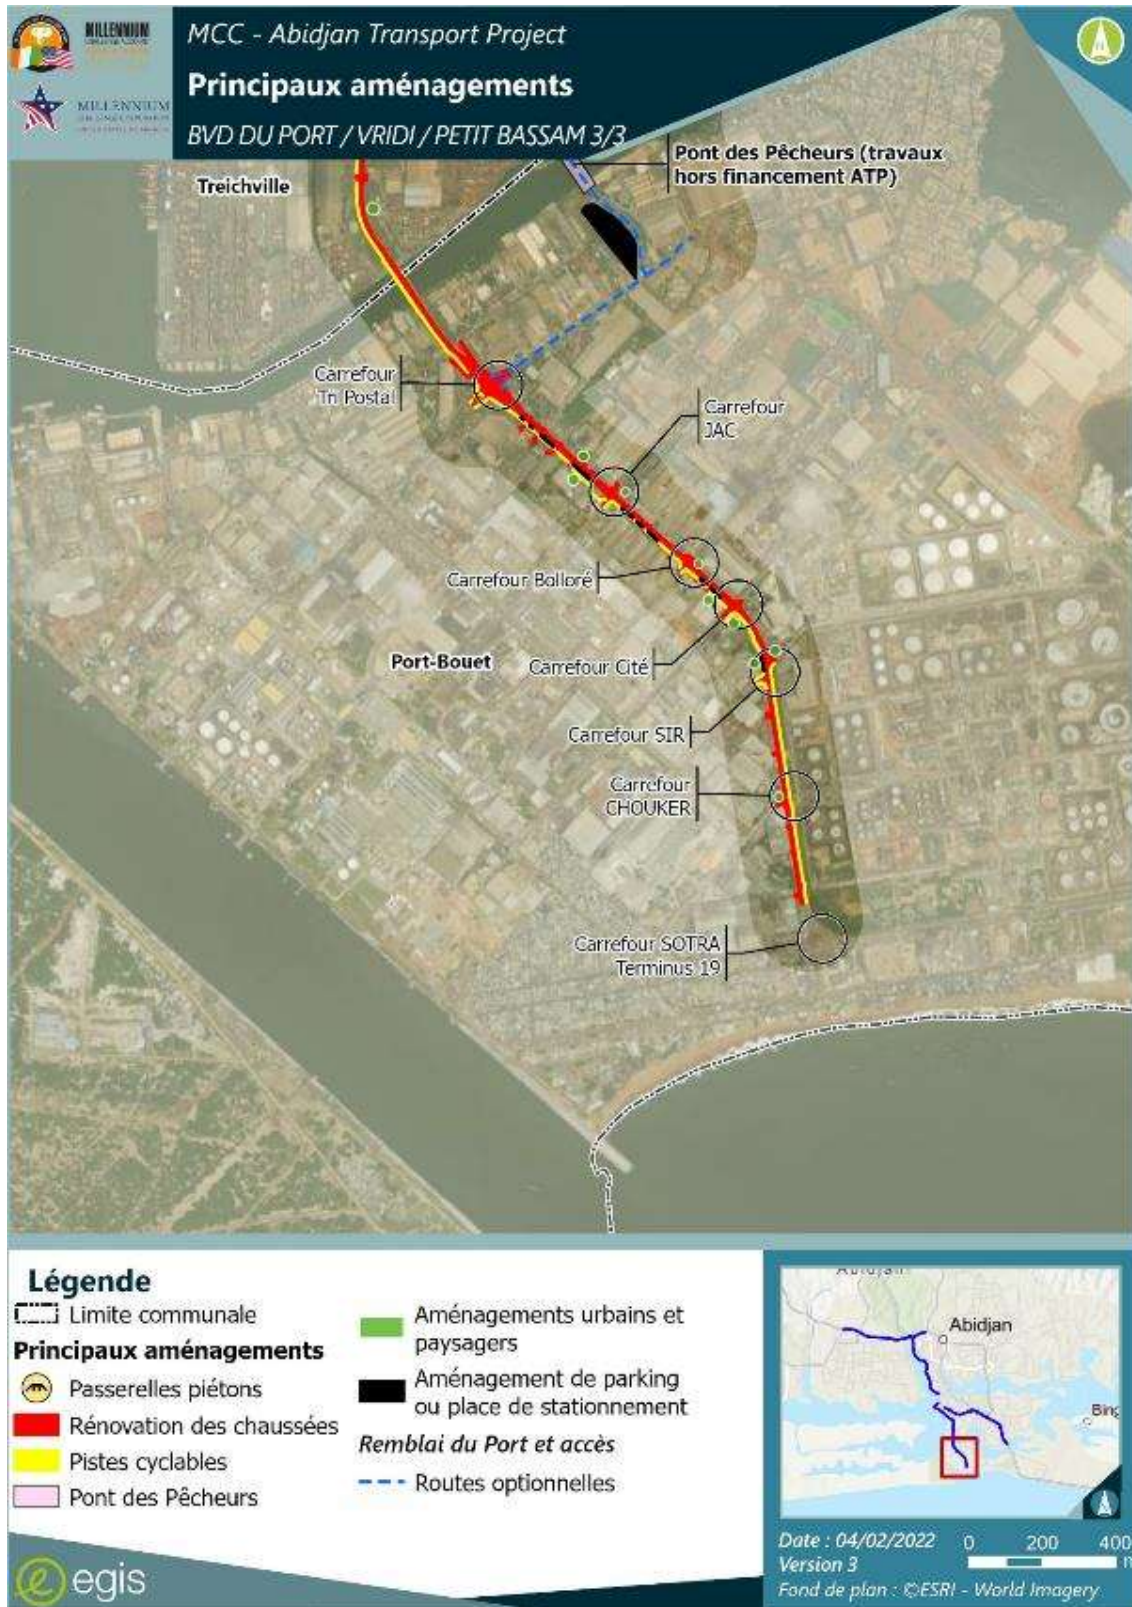 MILLENNIUM
MCC - Abidjan Transport Project
Principaux aménagements
MILLENNIUM
BVD DU PORT / VRIDI / PETIT BASSAM 3/3
Pont des Pêcheurs (travaux
hors financement ATP)
Treichville
Carrefour
Tri Postal
Carrefour
JAC
Carrefour Bolloré
Port-Bouet
Carrefour Cité
Carrefour SIR
Carrefour
CHOUKER
Carrefour SOTRA
Terminus 19
Légende
Limite communale
Principaux aménagements
Passerelles piétons
Rénovation des chaussées
Pistes cyclables
Pont des Pêcheurs
Aménagements urbains et
paysagers
Aménagement de parking
ou place de stationnement
Remblai du Port et accès
Routes optionnelles
Abidjan
Abidjan
Bing
Date : 04/02/2022
Version 3
0 200 400
Fond de plan : ©ESRI - World Imagery
egis